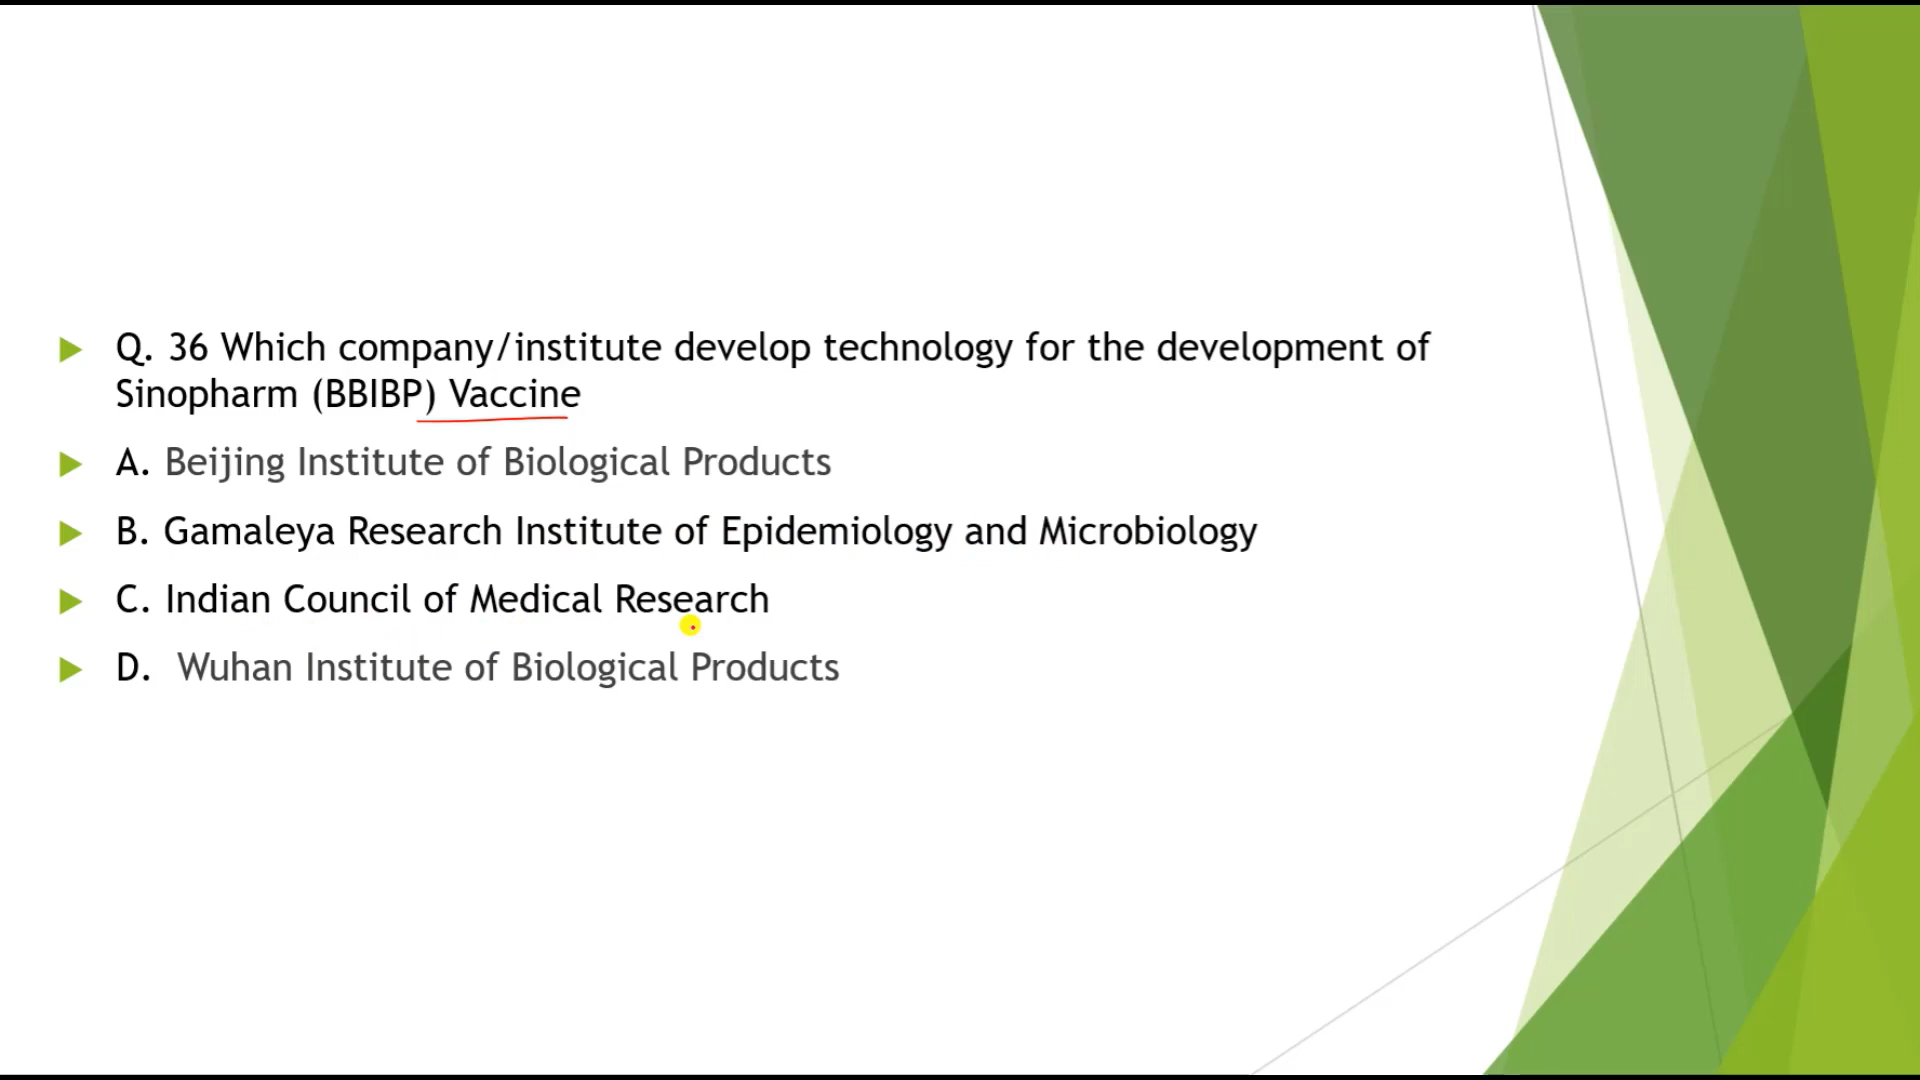 Q. 36 Which company/institute develop technology for the development of
Sinopharm (BBIBP) Vaccine
A. Beijing Institute of Biological Products
B. Gamaleya Research Institute of Epidemiology and Microbiology
C. Indian Council of Medical Research
D. Wuhan Institute of Biological Products